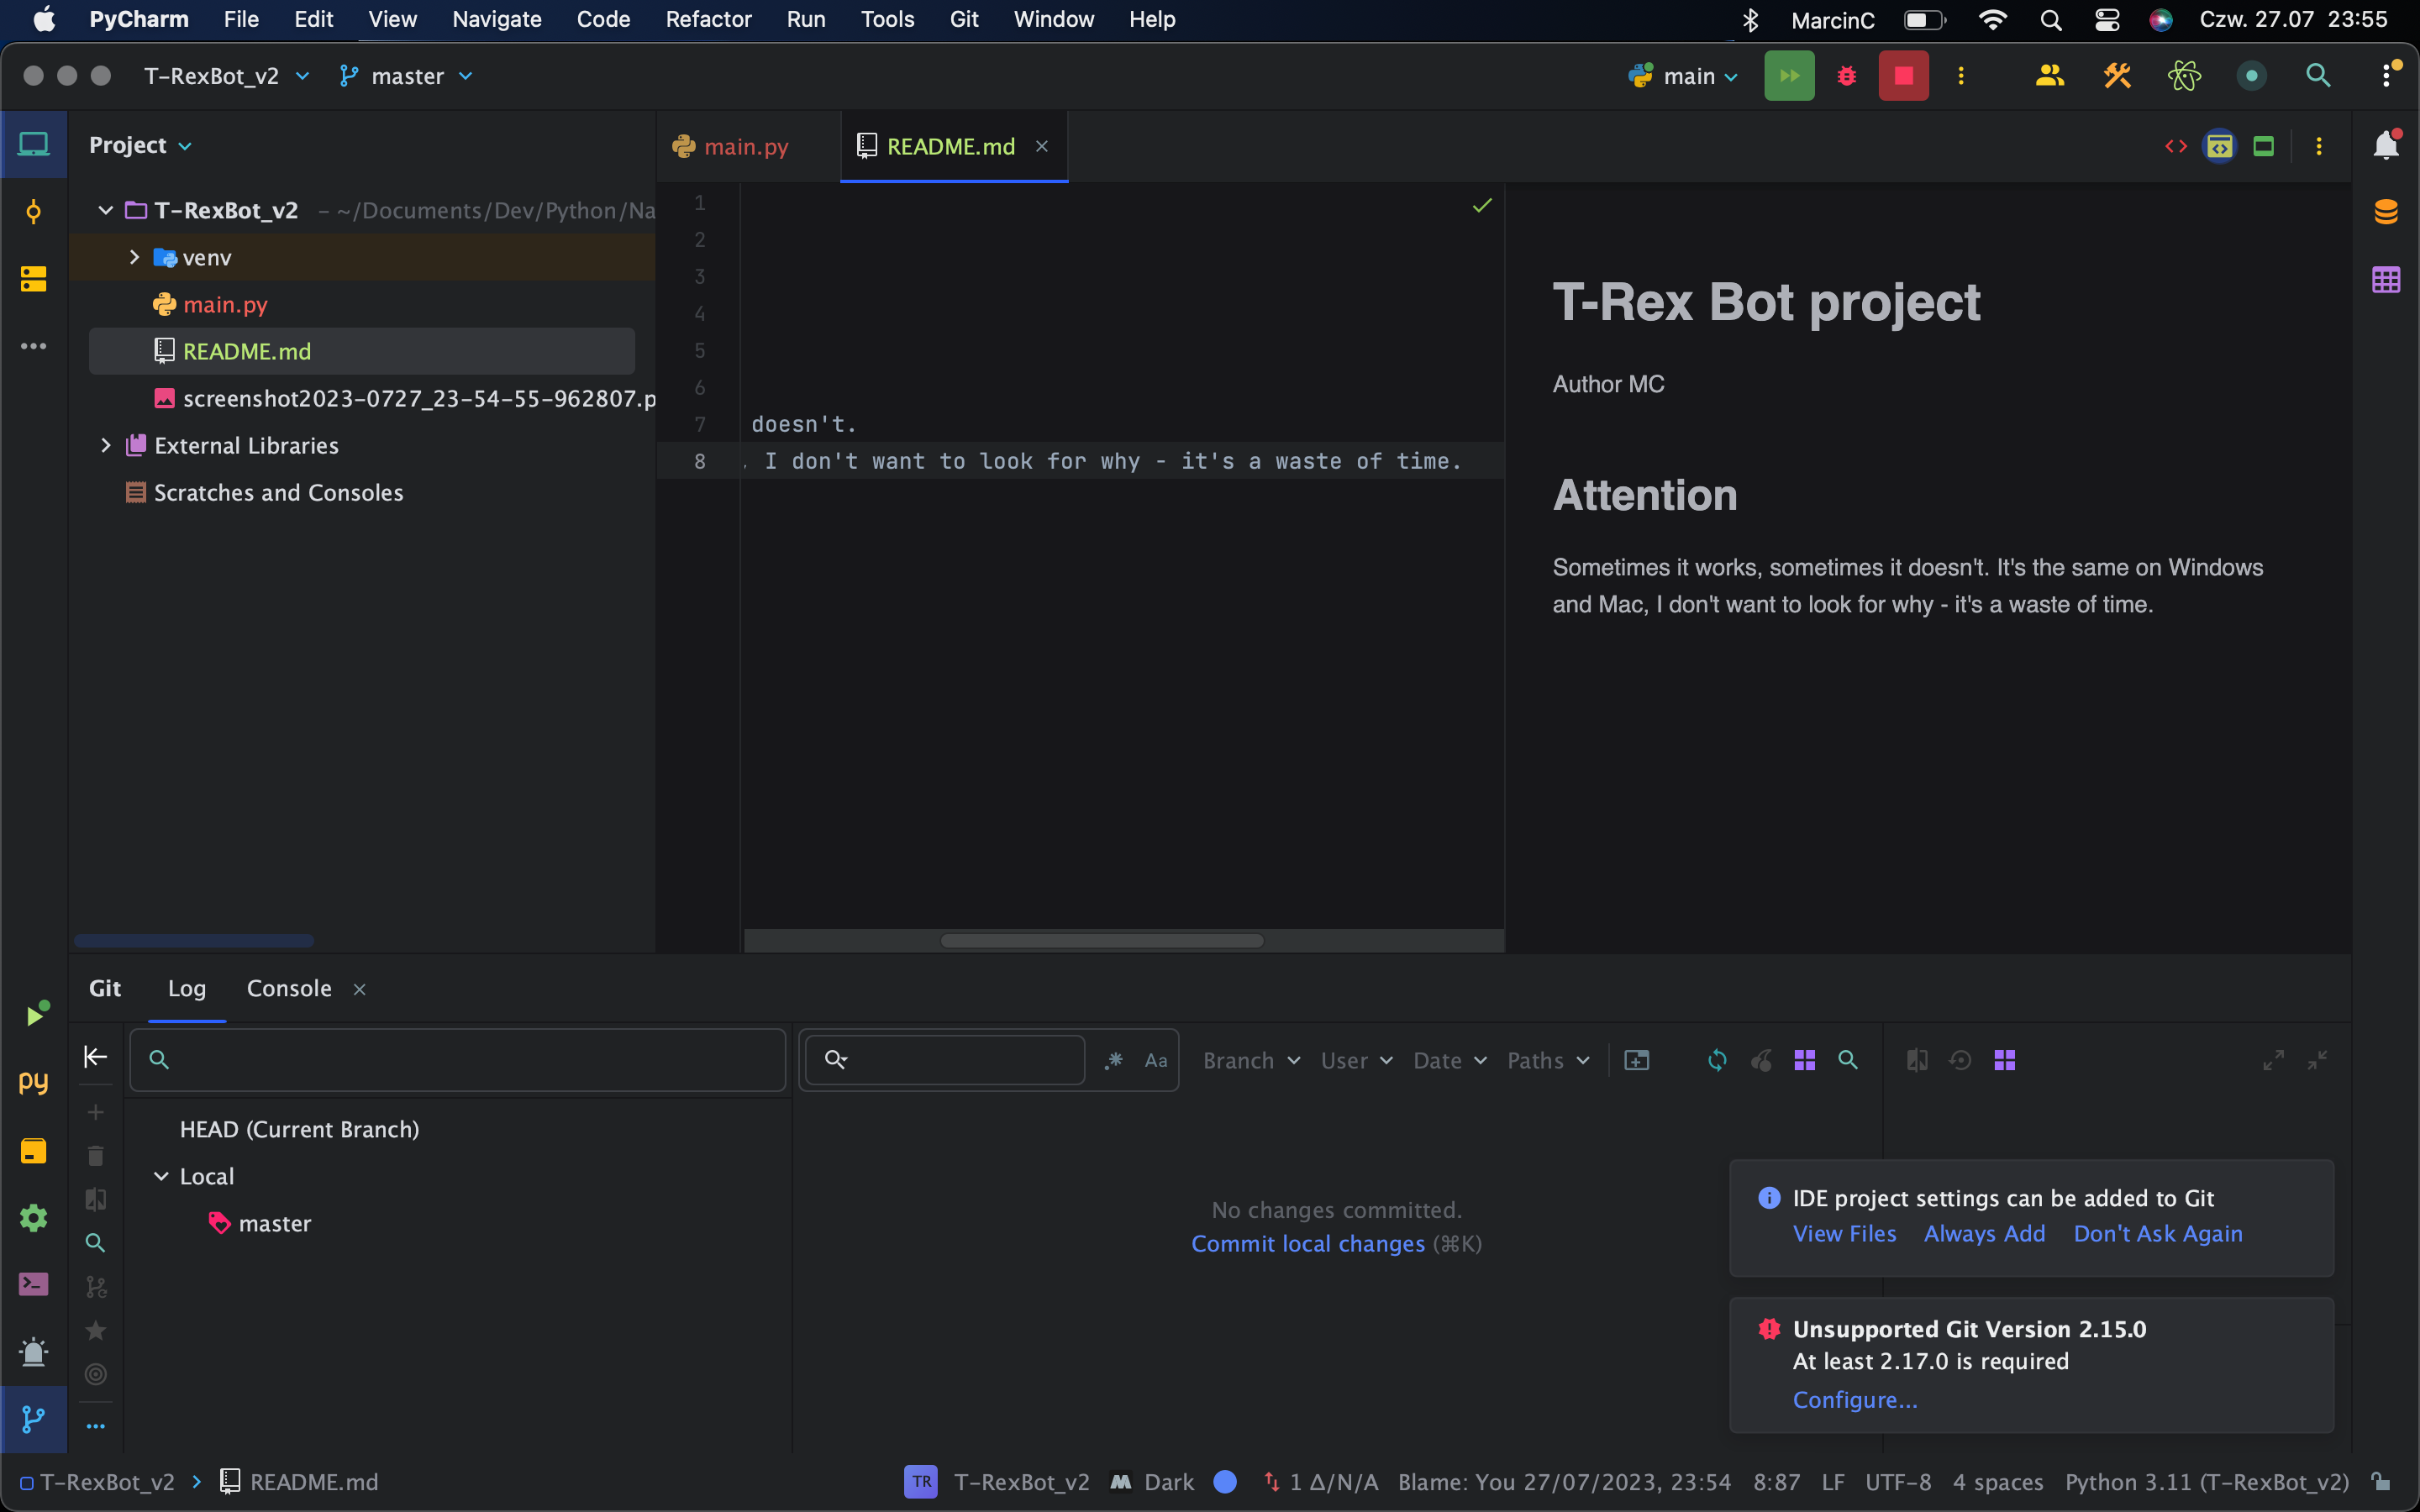 PyCharm File Edit View Navigate Code Refactor Run Tools Git Window Help MarcinC Czw. 27.07 23:55
T-RexBot_v2 master main
Project
main.py README.md
T-RexBot_v2 – ~/Documents/Dev/Python/Na
venv
main.py
README.md
screenshot2023-0727_23-54-55-962807.p
External Libraries
Scratches and Consoles
1
2
3
4
5
6
7 doesn't.
8 , I don't want to look for why - it's a waste of time.
T-Rex Bot project
Author MC
Attention
Sometimes it works, sometimes it doesn't. It's the same on Windows
and Mac, I don't want to look for why - it's a waste of time.
Git Log Console
.* Aa Branch User Date Paths
HEAD (Current Branch)
Local
master
No changes committed.
Commit local changes (⌘K)
IDE project settings can be added to Git
View Files Always Add Don't Ask Again
Unsupported Git Version 2.15.0
At least 2.17.0 is required
Configure...
py
T-RexBot_v2 README.md TR T-RexBot_v2 Dark 1 Δ/N/A Blame: You 27/07/2023, 23:54 8:87 LF UTF-8 4 spaces Python 3.11 (T-RexBot_v2)